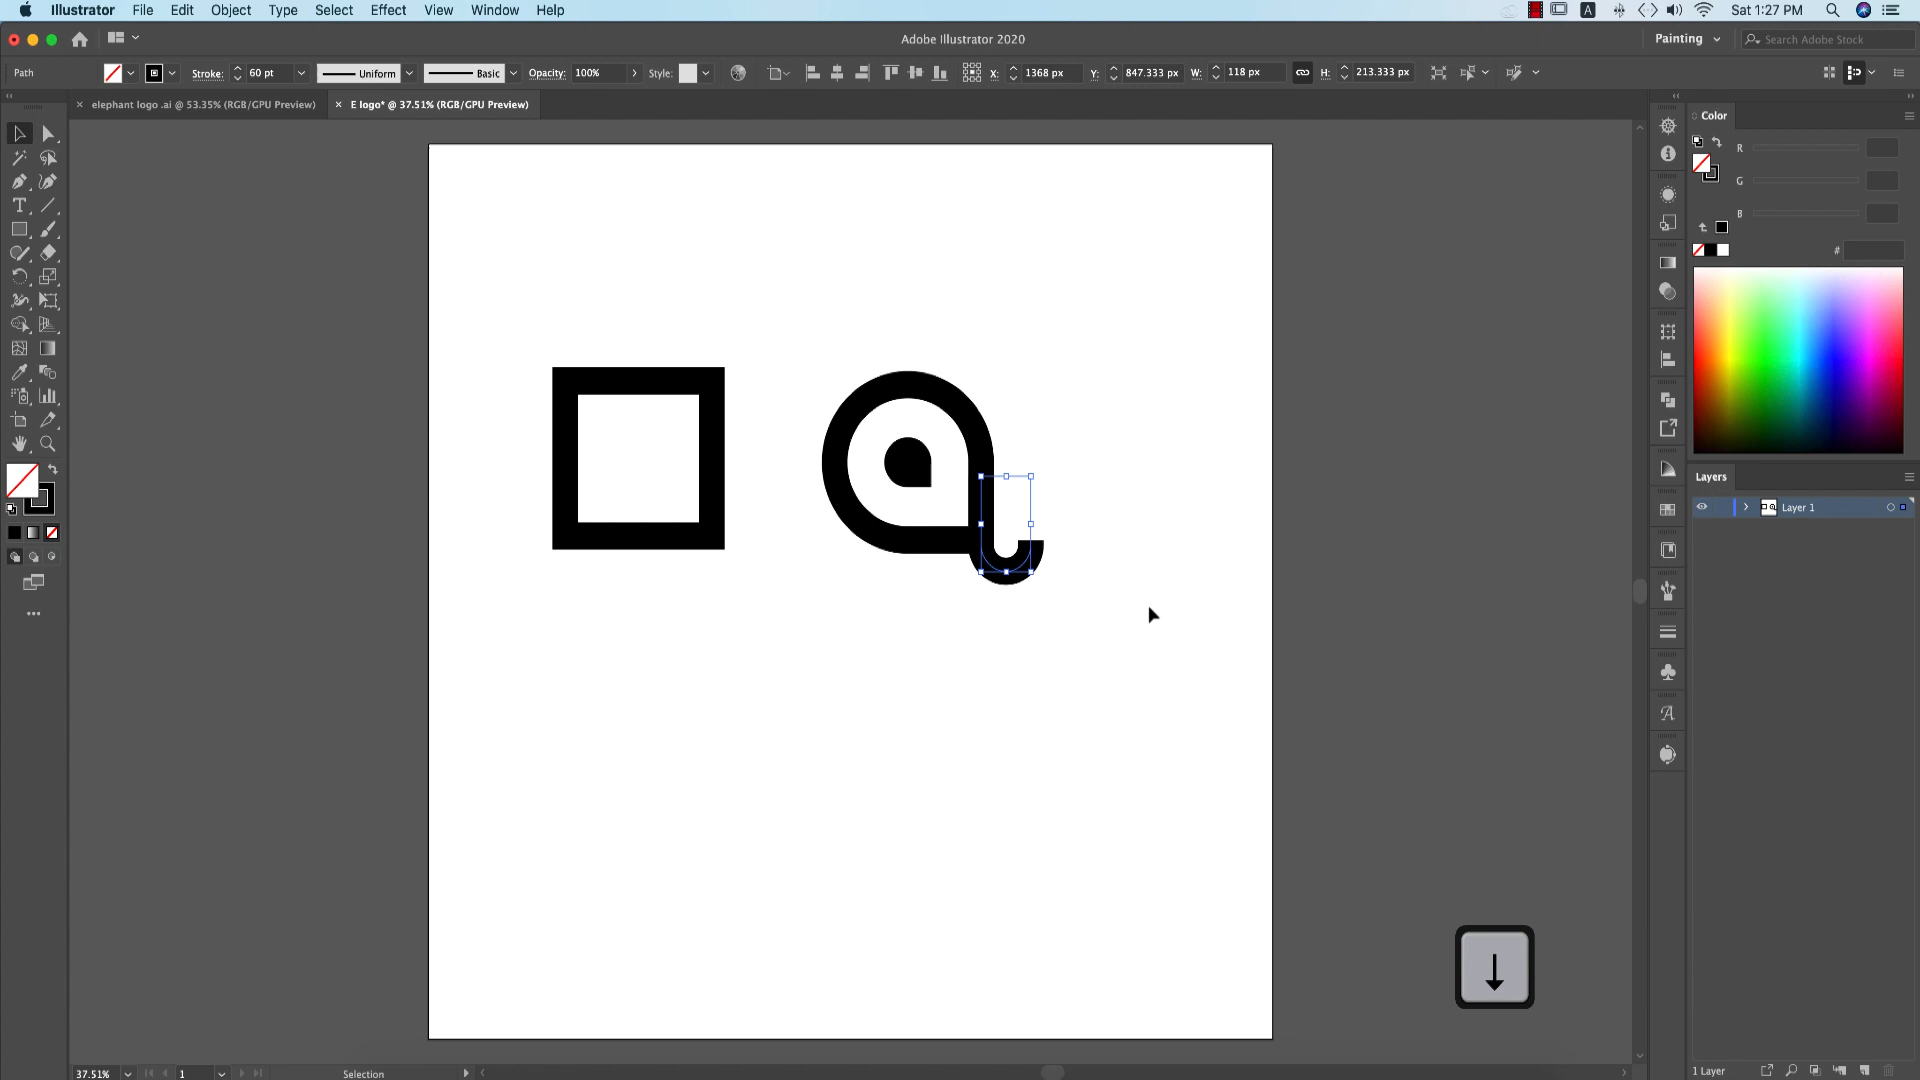 Illustrator File Edit Object Type Select Effect View Window Help
A Sat 1:27 PM
Adobe Illustrator 2020 Painting Search Adobe Stock
Path Stroke: 60 pt Uniform Basic Opacity: 100% Style: X: 1368 px Y: 847.333 px W: 118 px H: 213.333 px
elephant logo .ai @ 53.35% (RGB/GPU Preview) E logo* @ 37.51% (RGB/GPU Preview)
Color
R
G
B
#
Layers
Layer 1
37.51% 1 Selection 1 Layer